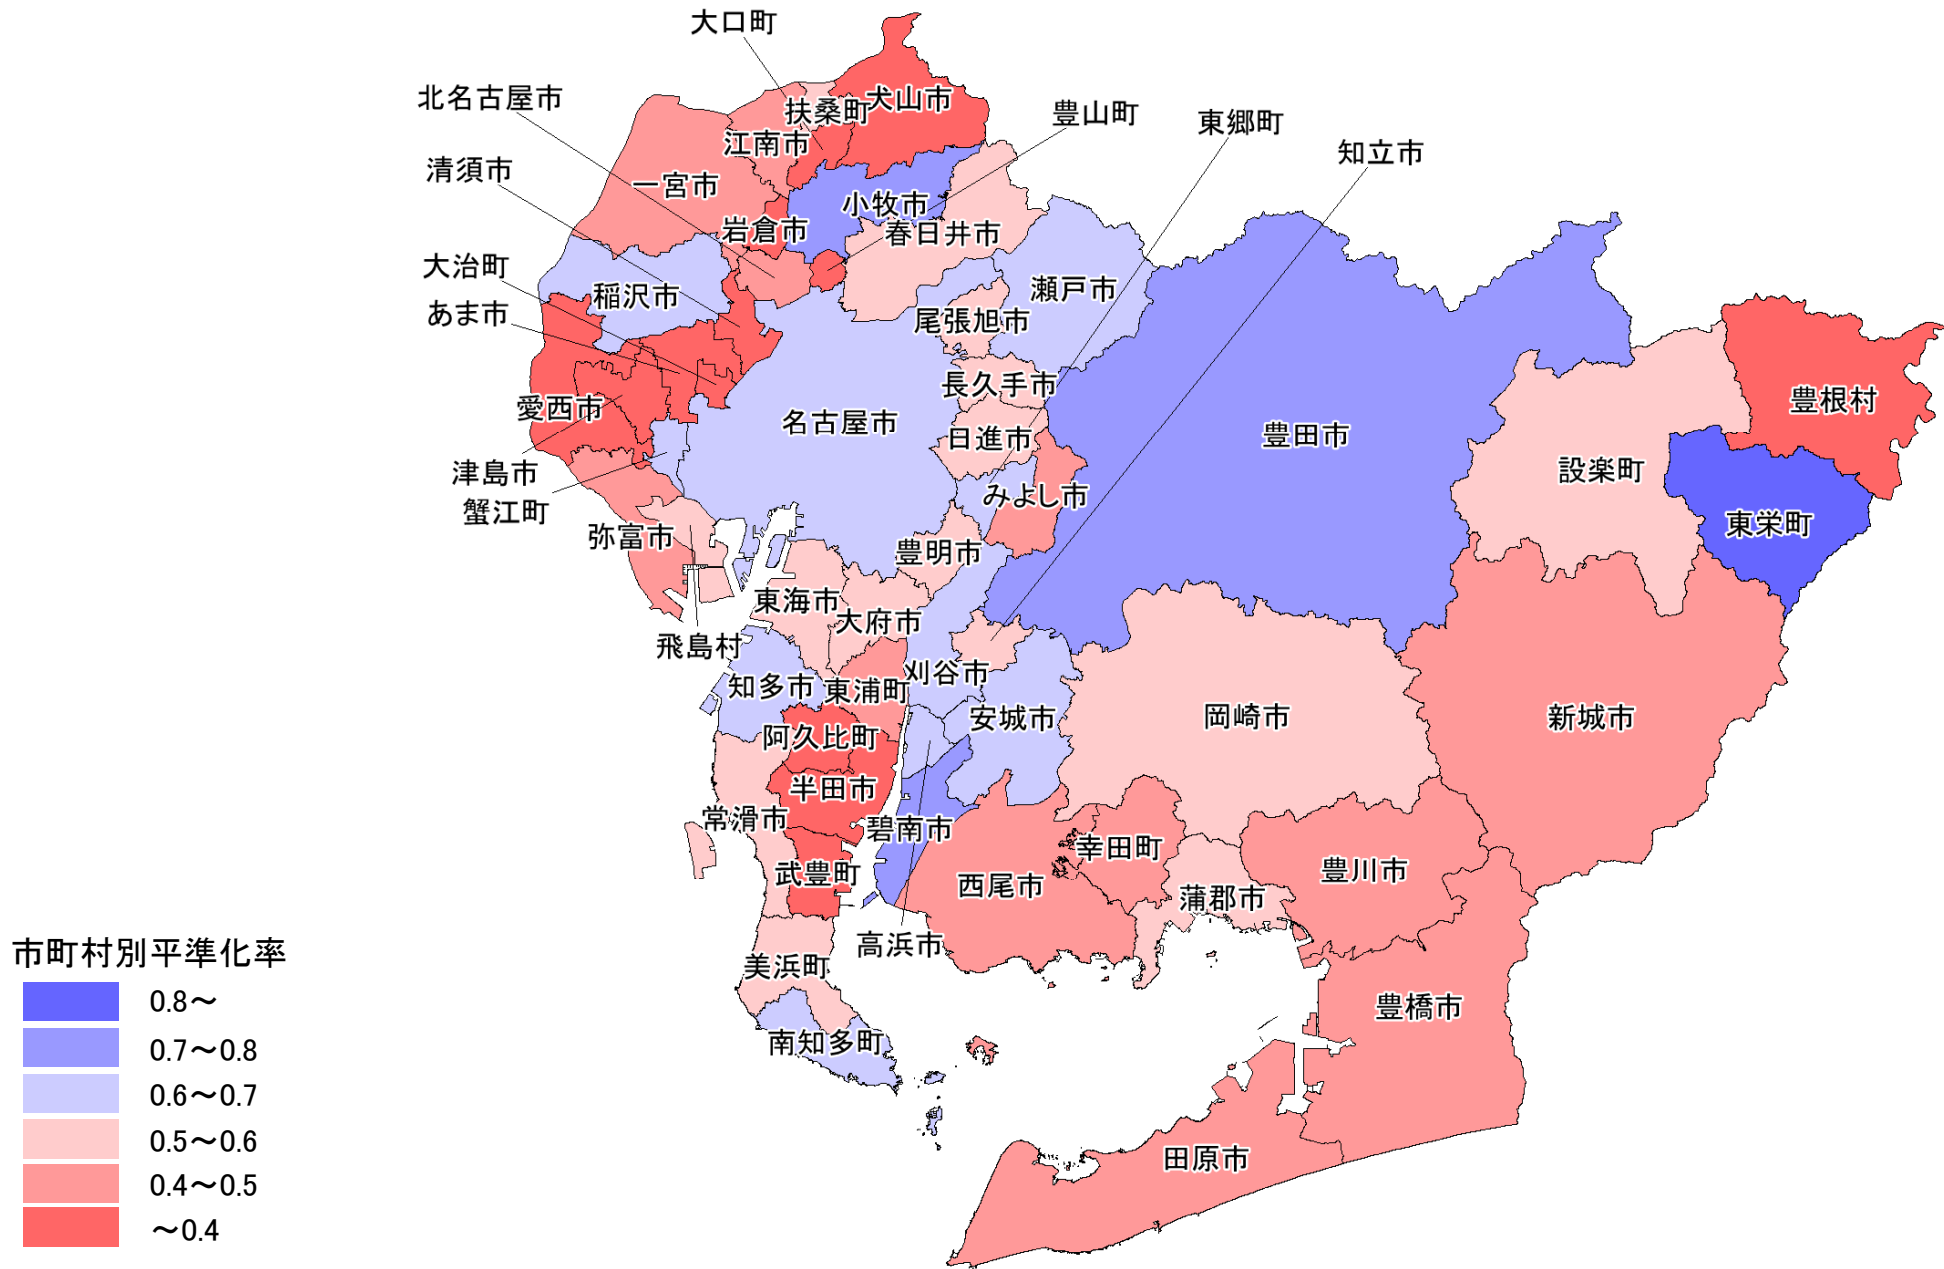 大口町
北名古屋市
扶桑町
犬山市
豊山町
東郷町
江南市
知立市
清須市
一宮市
小牧市
岩倉市
春日井市
大治町
稲沢市
瀬戸市
あま市
尾張旭市
長久手市
豊根村
愛西市
名古屋市
日進市
豊田市
津島市
設楽町
みよし市
蟹江町
東栄町
弥富市
豊明市
東海市
大府市
飛島村
刈谷市
知多市
東浦町
安城市
岡崎市
新城市
阿久比町
半田市
常滑市
碧南市
幸田町
武豊町
西尾市
豊川市
蒲郡市
高浜市
美浜町
豊橋市
南知多町
田原市
市町村別平準化率
0.8～
0.7～0.8
0.6～0.7
0.5～0.6
0.4～0.5
～0.4